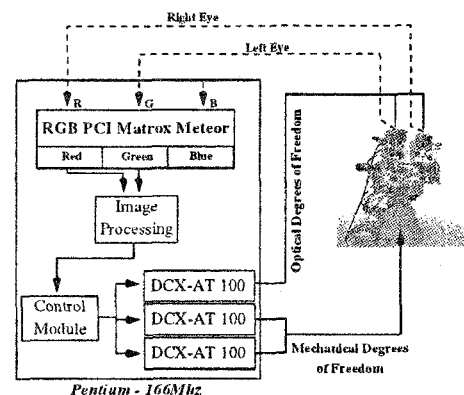 Right Eye
Left Eye
R G B
RGB PCI Matrox Meteor
Red Green Blue
Image
Processing
Optical Degrees of Freedom
DCX-AT 100
Control
Module
DCX-AT 100
DCX-AT 100
Mechanical Degrees
of Freedom
Pentium - 166Mhz